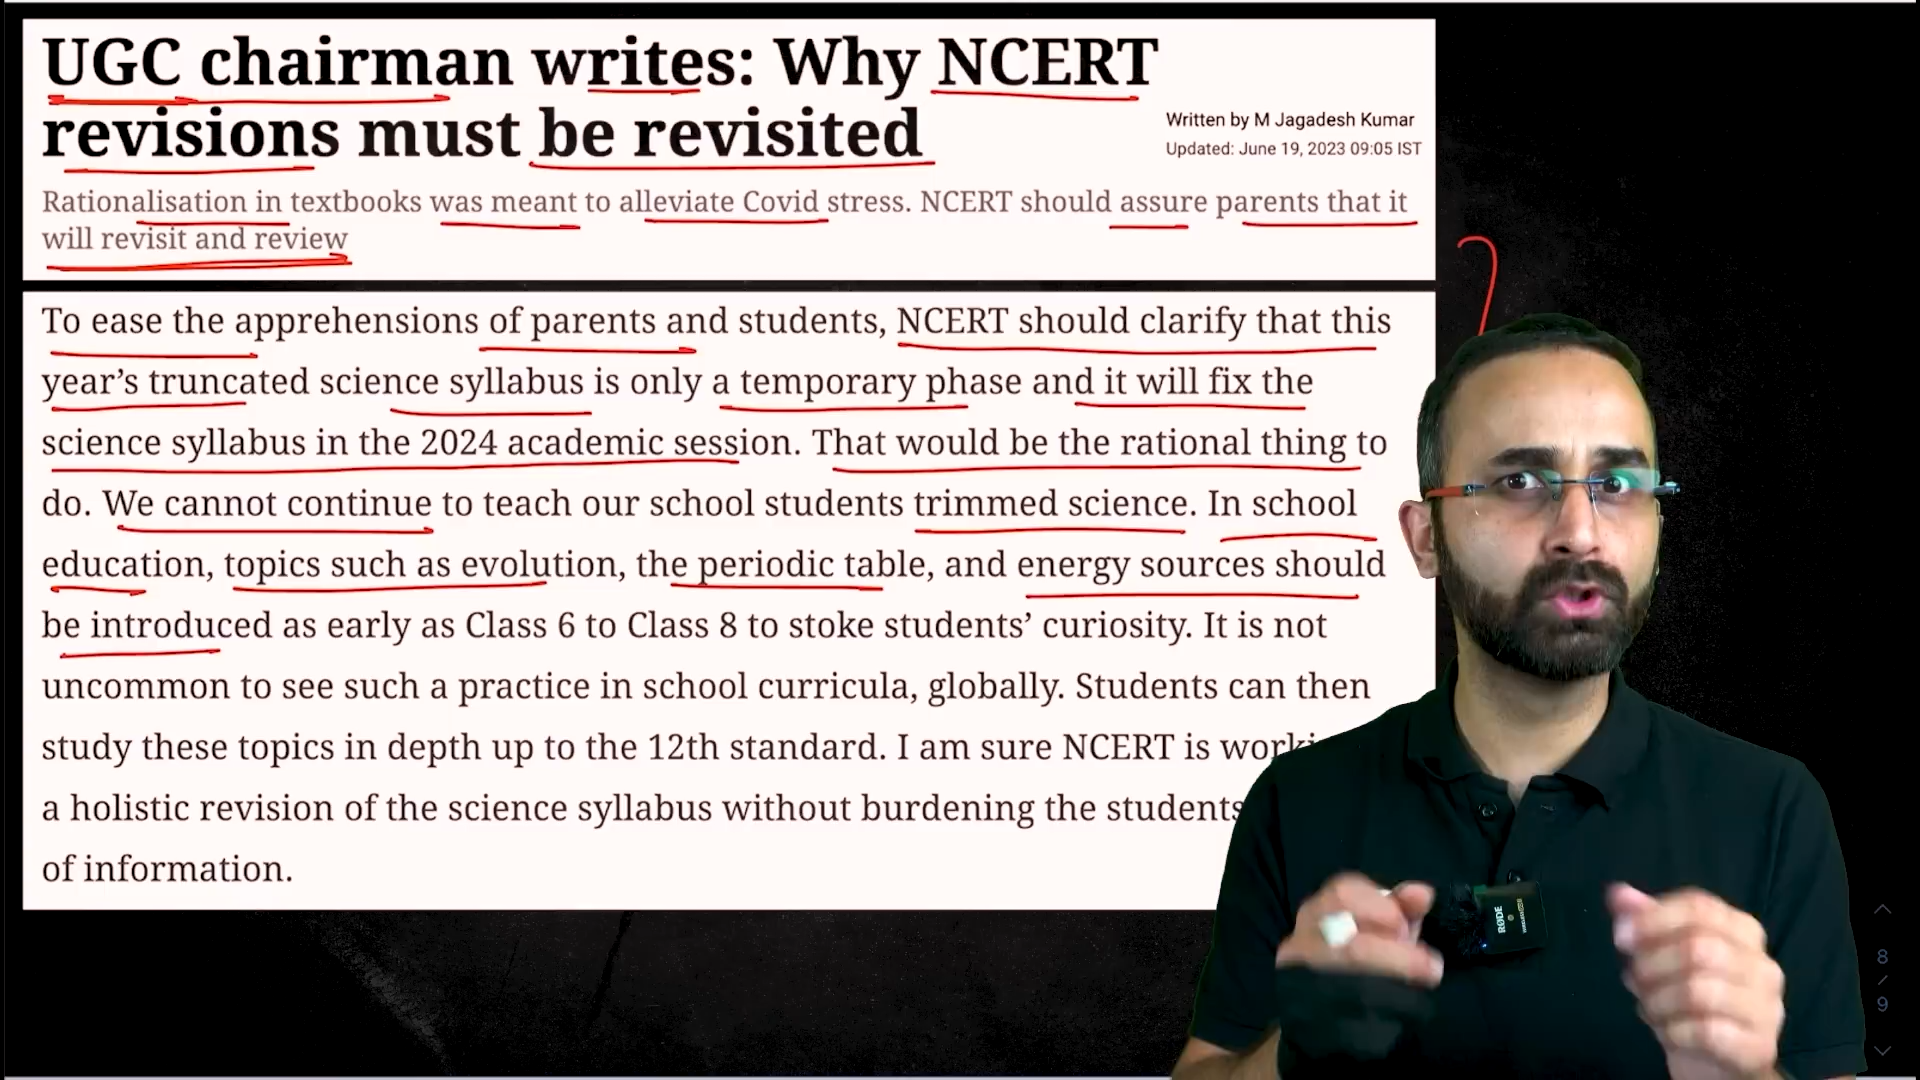 UGC chairman writes: Why NCERT
revisions must be revisited
Written by M Jagadesh Kumar
Updated: June 19, 2023 09:05 IST
Rationalisation in textbooks was meant to alleviate Covid stress. NCERT should assure parents that it
will revisit and review
To ease the apprehensions of parents and students, NCERT should clarify that this
year’s truncated science syllabus is only a temporary phase and it will fix the
science syllabus in the 2024 academic session. That would be the rational thing to
do. We cannot continue to teach our school students trimmed science. In school
education, topics such as evolution, the periodic table, and energy sources should
be introduced as early as Class 6 to Class 8 to stoke students’ curiosity. It is not
uncommon to see such a practice in school curricula, globally. Students can then
study these topics in depth up to the 12th standard. I am sure NCERT is
a holistic revision of the science syllabus without burdening the students
of information.
RØDE
8
/
9